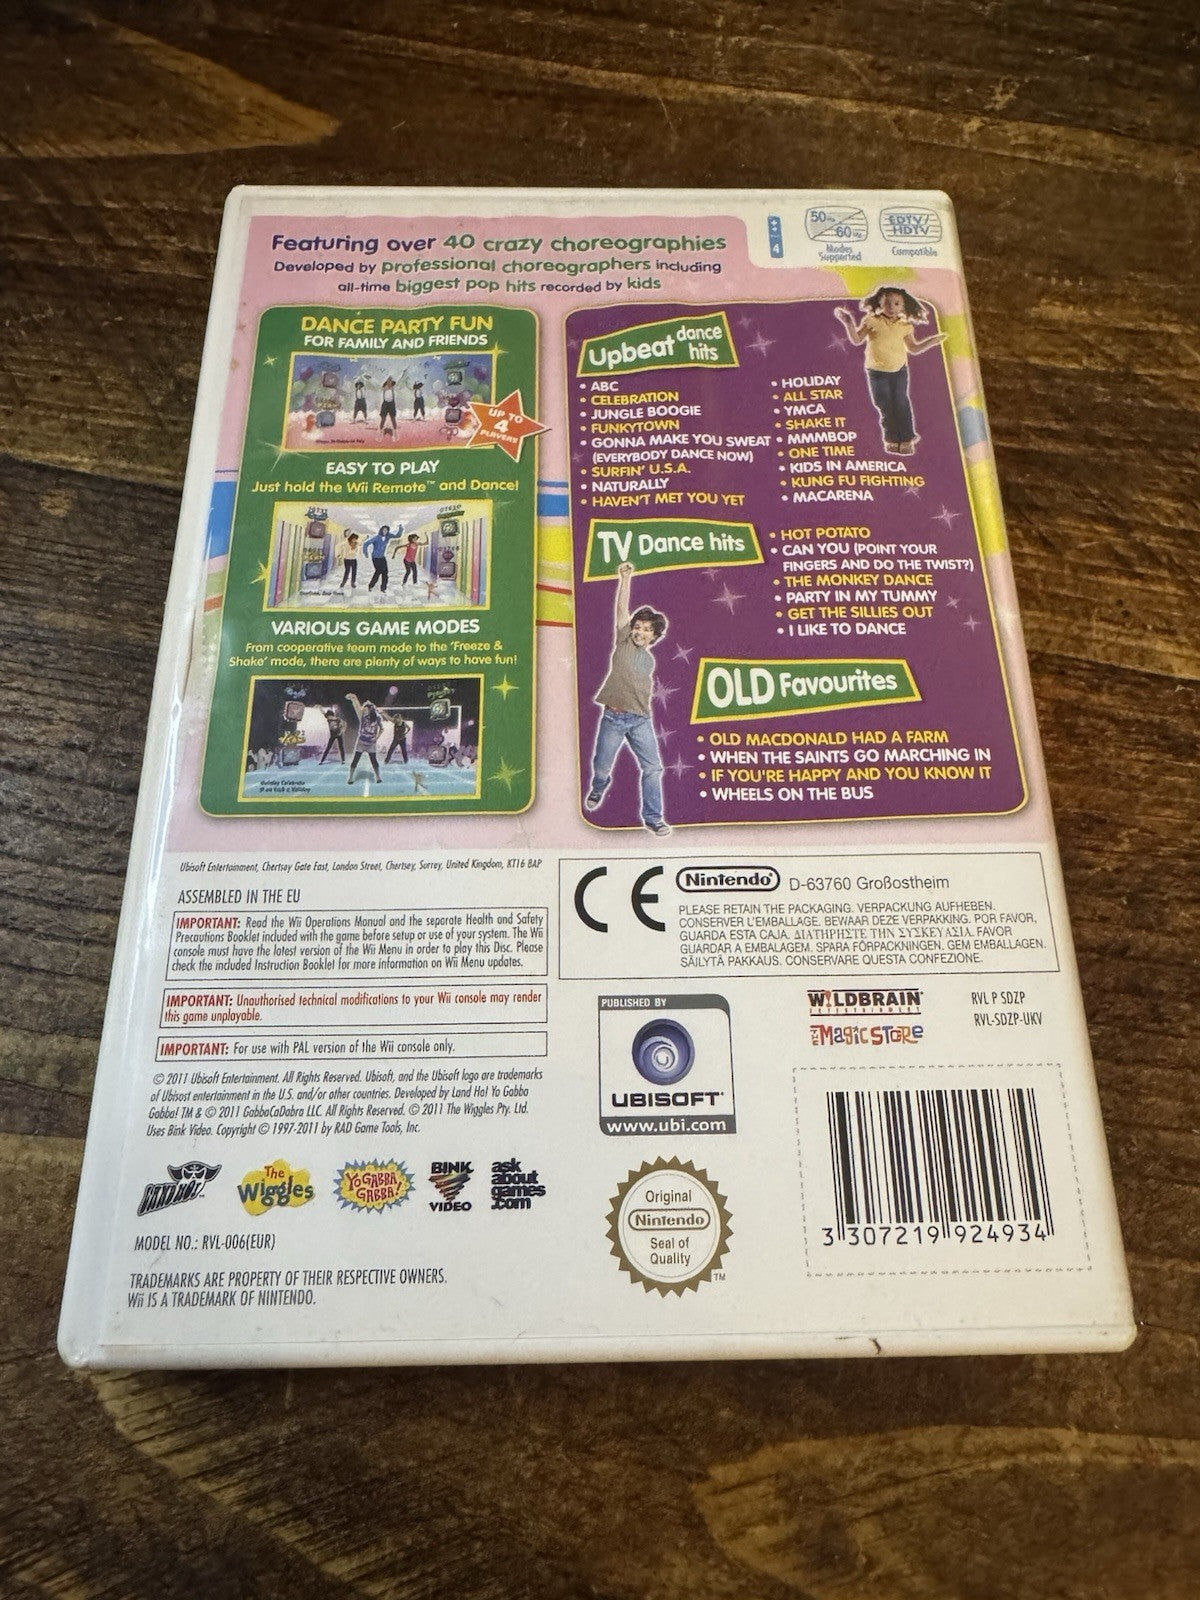 Featuring over 40 crazy choreographies
Developed by professional choreographers including
all-time biggest pop hits recorded by kids
4
50Hz
60Hz
Modes
Supported
EDTV/
HDTV
Compatible
DANCE PARTY FUN
FOR FAMILY AND FRIENDS
UP TO
4
PLAYERS
EASY TO PLAY
Just hold the Wii Remote™ and Dance!
VARIOUS GAME MODES
From cooperative team mode to the 'Freeze &
Shake' mode, there are plenty of ways to have fun!
Holiday Celebrate
Upbeat dance
hits
• ABC
• CELEBRATION
• JUNGLE BOOGIE
• FUNKYTOWN
• GONNA MAKE YOU SWEAT
(EVERYBODY DANCE NOW)
• SURFIN' U.S.A.
• NATURALLY
• HAVEN'T MET YOU YET
• HOLIDAY
• ALL STAR
• YMCA
• SHAKE IT
• MMMBOP
• ONE TIME
• KIDS IN AMERICA
• KUNG FU FIGHTING
• MACARENA
TV Dance hits
• HOT POTATO
• CAN YOU (POINT YOUR
FINGERS AND DO THE TWIST?)
• THE MONKEY DANCE
• PARTY IN MY TUMMY
• GET THE SILLIES OUT
• I LIKE TO DANCE
OLD Favourites
• OLD MACDONALD HAD A FARM
• WHEN THE SAINTS GO MARCHING IN
• IF YOU'RE HAPPY AND YOU KNOW IT
• WHEELS ON THE BUS
Ubisoft Entertainment, Chertsey Gate East, London Street, Chertsey, Surrey, United Kingdom, KT16 8AP
ASSEMBLED IN THE EU
IMPORTANT: Read the Wii Operations Manual and the separate Health and Safety
Precautions Booklet included with the game before setup or use of your system. The Wii
console must have the latest version of the Wii Menu in order to play this Disc. Please
check the included Instruction Booklet for more information on Wii Menu updates.
IMPORTANT: Unauthorised technical modifications to your Wii console may render
this game unplayable.
IMPORTANT: For use with PAL version of the Wii console only.
© 2011 Ubisoft Entertainment. All Rights Reserved. Ubisoft, and the Ubisoft logo are trademarks
of Ubisost entertainment in the U.S. and/or other countries. Developed by Land Ho! Yo Gabba
Gabba! TM & © 2011 GabbaCaDabra LLC. All Rights Reserved. © 2011 The Wiggles Pty. Ltd.
Uses Bink Video. Copyright © 1997-2011 by RAD Game Tools, Inc.
CE
Nintendo D-63760 Großostheim
PLEASE RETAIN THE PACKAGING. VERPACKUNG AUFHEBEN.
CONSERVER L'EMBALLAGE. BEWAAR DEZE VERPAKKING. POR FAVOR,
GUARDA ESTA CAJA. ΔΙΑΤΗΡΗΣΤΕ ΤΗΝ ΣΥΣΚΕΥΑΣΙΑ. FAVOR
GUARDAR A EMBALAGEM. SPARA FÖRPACKNINGEN. GEM EMBALLAGEN.
SÄILYTÄ PAKKAUS. CONSERVARE QUESTA CONFEZIONE.
PUBLISHED BY
UBISOFT
www.ubi.com
WILDBRAIN
ENTERTAINMENT
THE MAGIC STORE
RVL P SDZP
RVL-SDZP-UKV
LAND HO! ™
The
Wiggles
YO GABBA
GABBA!
BINK
VIDEO
ask
about
games
.com
MODEL NO.: RVL-006(EUR)
TRADEMARKS ARE PROPERTY OF THEIR RESPECTIVE OWNERS.
Wii IS A TRADEMARK OF NINTENDO.
Original
Nintendo
Seal of
Quality
TM
3 307219 924934